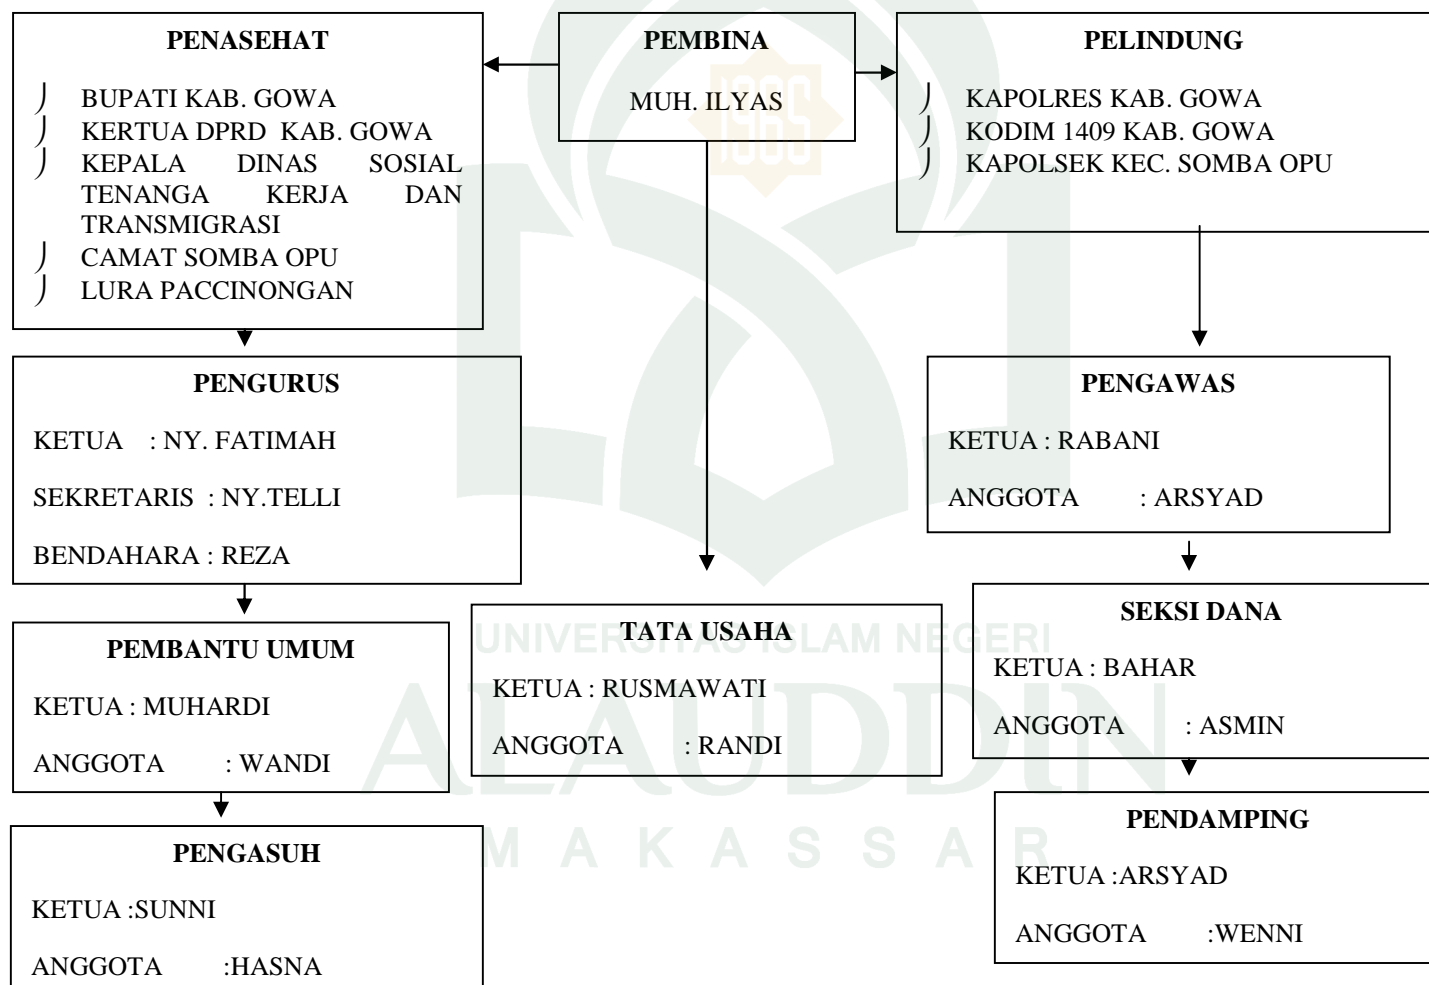 PENASEHAT
BUPATI KAB. GOWA
KERTUA DPRD KAB. GOWA
KEPALA DINAS SOSIAL
TENANGA KERJA DAN
TRANSMIGRASI
CAMAT SOMBA OPU
LURA PACCINONGAN
PEMBINA
MUH. ILYAS
1965
PELINDUNG
KAPOLRES KAB. GOWA
KODIM 1409 KAB. GOWA
KAPOLSEK KEC. SOMBA OPU
PENGURUS
KETUA : NY. FATIMAH
SEKRETARIS : NY.TELLI
BENDAHARA : REZA
PENGAWAS
KETUA : RABANI
ANGGOTA : ARSYAD
PEMBANTU UMUM
KETUA : MUHARDI
ANGGOTA : WANDI
TATA USAHA
KETUA : RUSMAWATI
ANGGOTA : RANDI
SEKSI DANA
KETUA : BAHAR
ANGGOTA : ASMIN
PENGASUH
KETUA :SUNNI
ANGGOTA :HASNA
PENDAMPING
KETUA :ARSYAD
ANGGOTA :WENNI
UNIVERSITAS ISLAM NEGERI
ALAUDDIN
MAKASSAR